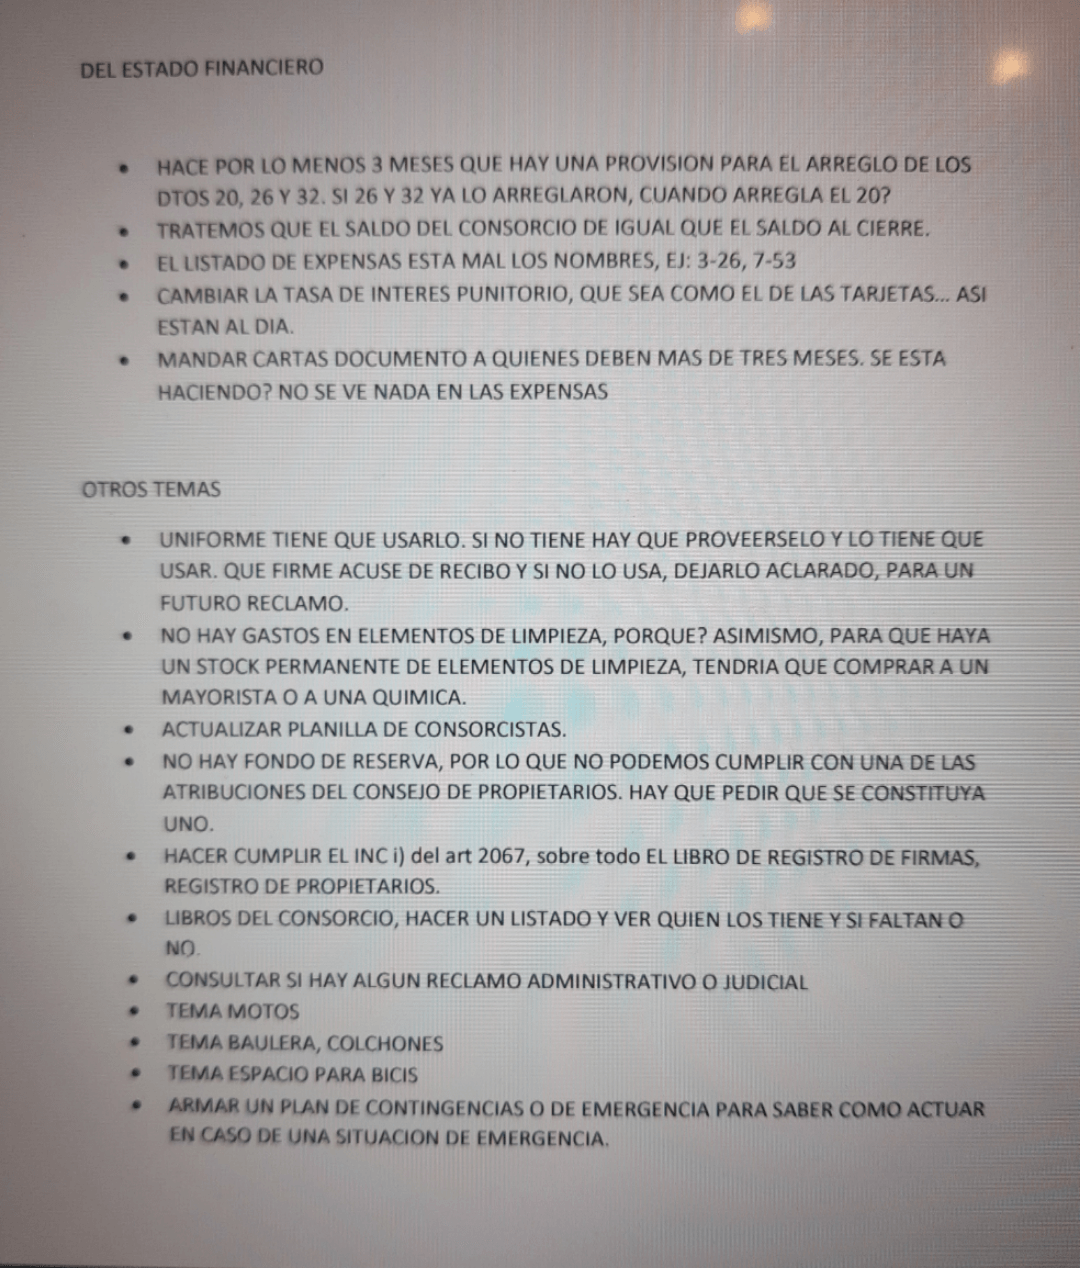 DEL ESTADO FINANCIERO
• HACE POR LO MENOS 3 MESES QUE HAY UNA PROVISION PARA EL ARREGLO DE LOS
DTOS 20, 26 Y 32. SI 26 Y 32 YA LO ARREGLARON, CUANDO ARREGLA EL 20?
• TRATEMOS QUE EL SALDO DEL CONSORCIO DE IGUAL QUE EL SALDO AL CIERRE.
• EL LISTADO DE EXPENSAS ESTA MAL LOS NOMBRES, EJ: 3-26, 7-53
• CAMBIAR LA TASA DE INTERES PUNITORIO, QUE SEA COMO EL DE LAS TARJETAS... ASI
ESTAN AL DIA.
• MANDAR CARTAS DOCUMENTO A QUIENES DEBEN MAS DE TRES MESES. SE ESTA
HACIENDO? NO SE VE NADA EN LAS EXPENSAS
OTROS TEMAS
• UNIFORME TIENE QUE USARLO. SI NO TIENE HAY QUE PROVEERSELO Y LO TIENE QUE
USAR. QUE FIRME ACUSE DE RECIBO Y SI NO LO USA, DEJARLO ACLARADO, PARA UN
FUTURO RECLAMO.
• NO HAY GASTOS EN ELEMENTOS DE LIMPIEZA, PORQUE? ASIMISMO, PARA QUE HAYA
UN STOCK PERMANENTE DE ELEMENTOS DE LIMPIEZA, TENDRIA QUE COMPRAR A UN
MAYORISTA O A UNA QUIMICA.
• ACTUALIZAR PLANILLA DE CONSORCISTAS.
• NO HAY FONDO DE RESERVA, POR LO QUE NO PODEMOS CUMPLIR CON UNA DE LAS
ATRIBUCIONES DEL CONSEJO DE PROPIETARIOS. HAY QUE PEDIR QUE SE CONSTITUYA
UNO.
• HACER CUMPLIR EL INC i) del art 2067, sobre todo EL LIBRO DE REGISTRO DE FIRMAS,
REGISTRO DE PROPIETARIOS.
• LIBROS DEL CONSORCIO, HACER UN LISTADO Y VER QUIEN LOS TIENE Y SI FALTAN O
NO.
• CONSULTAR SI HAY ALGUN RECLAMO ADMINISTRATIVO O JUDICIAL
• TEMA MOTOS
• TEMA BAULERA, COLCHONES
• TEMA ESPACIO PARA BICIS
• ARMAR UN PLAN DE CONTINGENCIAS O DE EMERGENCIA PARA SABER COMO ACTUAR
EN CASO DE UNA SITUACION DE EMERGENCIA.